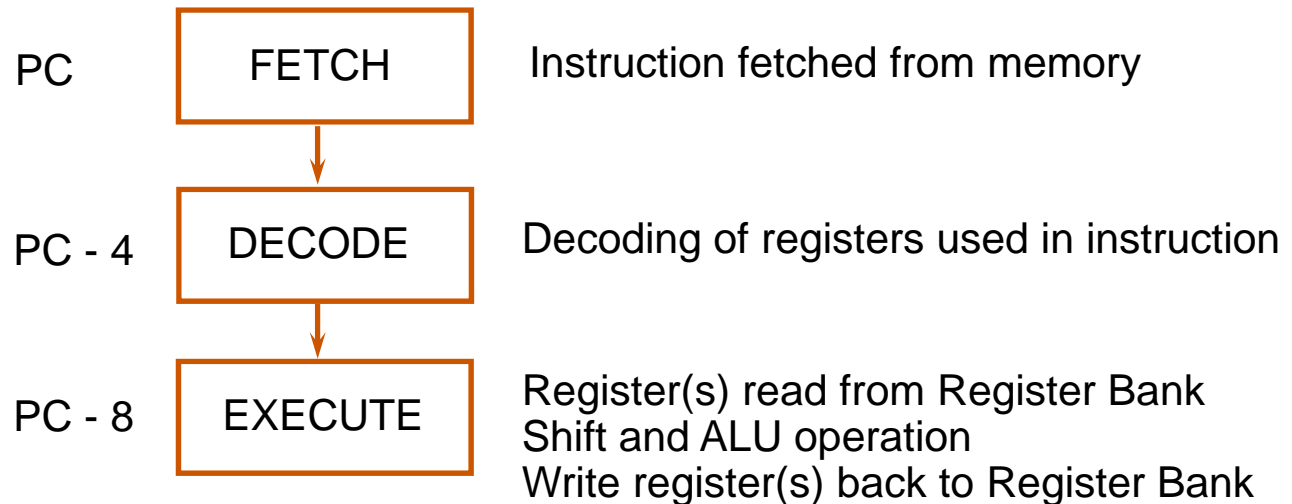 PC FETCH Instruction fetched from memory
PC - 4 DECODE Decoding of registers used in instruction
PC - 8 EXECUTE Register(s) read from Register Bank
Shift and ALU operation
Write register(s) back to Register Bank